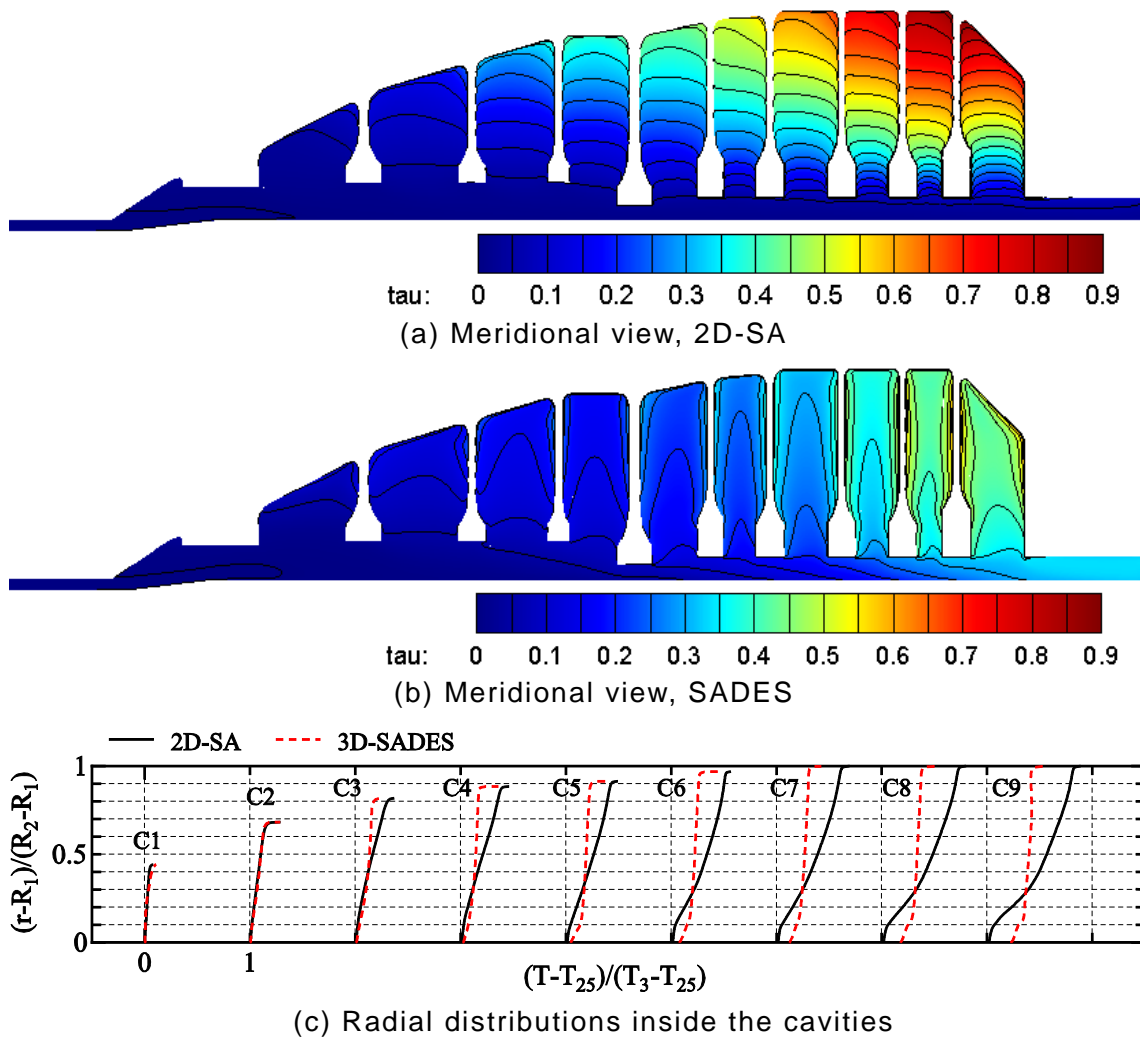 tau: 0 0.1 0.2 0.3 0.4 0.5 0.6 0.7 0.8 0.9
(a) Meridional view, 2D-SA
tau: 0 0.1 0.2 0.3 0.4 0.5 0.6 0.7 0.8 0.9
(b) Meridional view, SADES
2D-SA 3D-SADES
1
C1 C2 C3 C4 C5 C6 C7 C8 C9
0.5
0
(r-R1)/(R2-R1)
0 1
(T-T25)/(T3-T25)
(c) Radial distributions inside the cavities